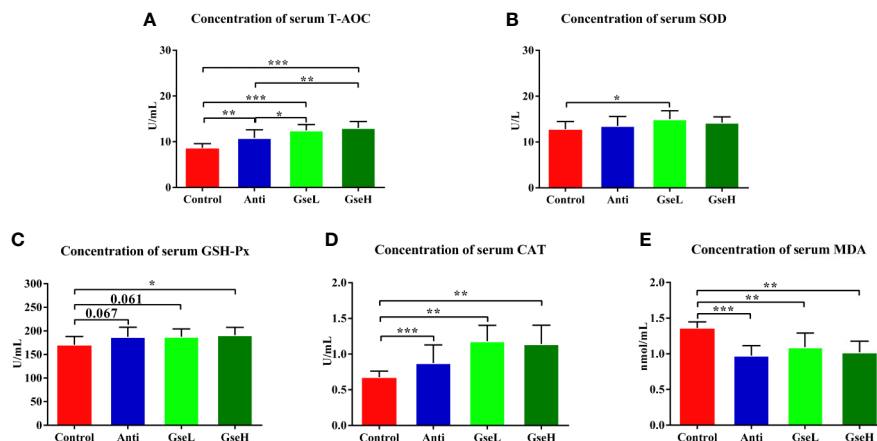 A
Concentration of serum T-AOC
U/mL
30
20
10
0
***
**
***
**
*
Control Anti GseL GseH
B
Concentration of serum SOD
U/L
30
20
10
0
*
Control Anti GseL GseH
C
Concentration of serum GSH-Px
U/mL
300
250
200
150
100
50
0
*
0.061
0.067
Control Anti GseL GseH
D
Concentration of serum CAT
U/mL
2.0
1.5
1.0
0.5
0.0
**
**
***
Control Anti GseL GseH
E
Concentration of serum MDA
nmol/mL
2.0
1.5
1.0
0.5
0.0
**
**
***
Control Anti GseL GseH